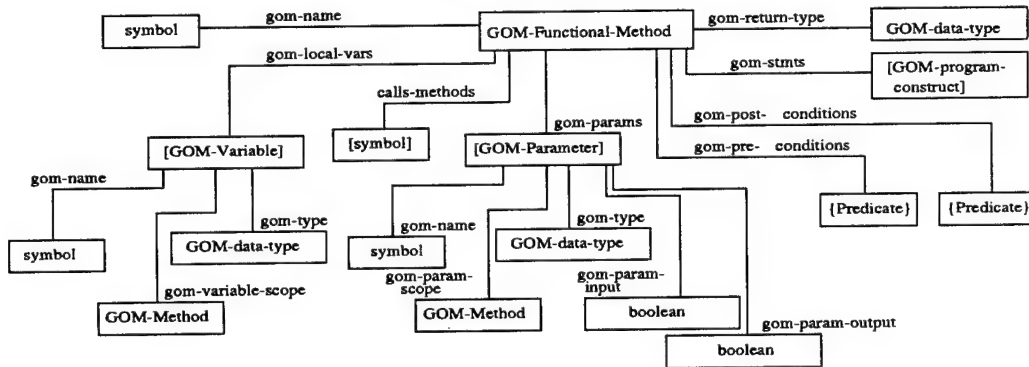 gom-name
gom-return-type
symbol
GOM-Functional-Method
GOM-data-type
gom-local-vars
gom-stmts
[GOM-program-
construct]
calls-methods
gom-post- conditions
gom-params
[GOM-Variable]
[symbol]
[GOM-Parameter]
gom-pre- conditions
gom-name
{Predicate}
{Predicate}
gom-type
gom-name
gom-type
symbol
GOM-data-type
symbol
GOM-data-type
gom-variable-scope
gom-param-
scope
gom-param-
input
GOM-Method
GOM-Method
boolean
gom-param-output
boolean